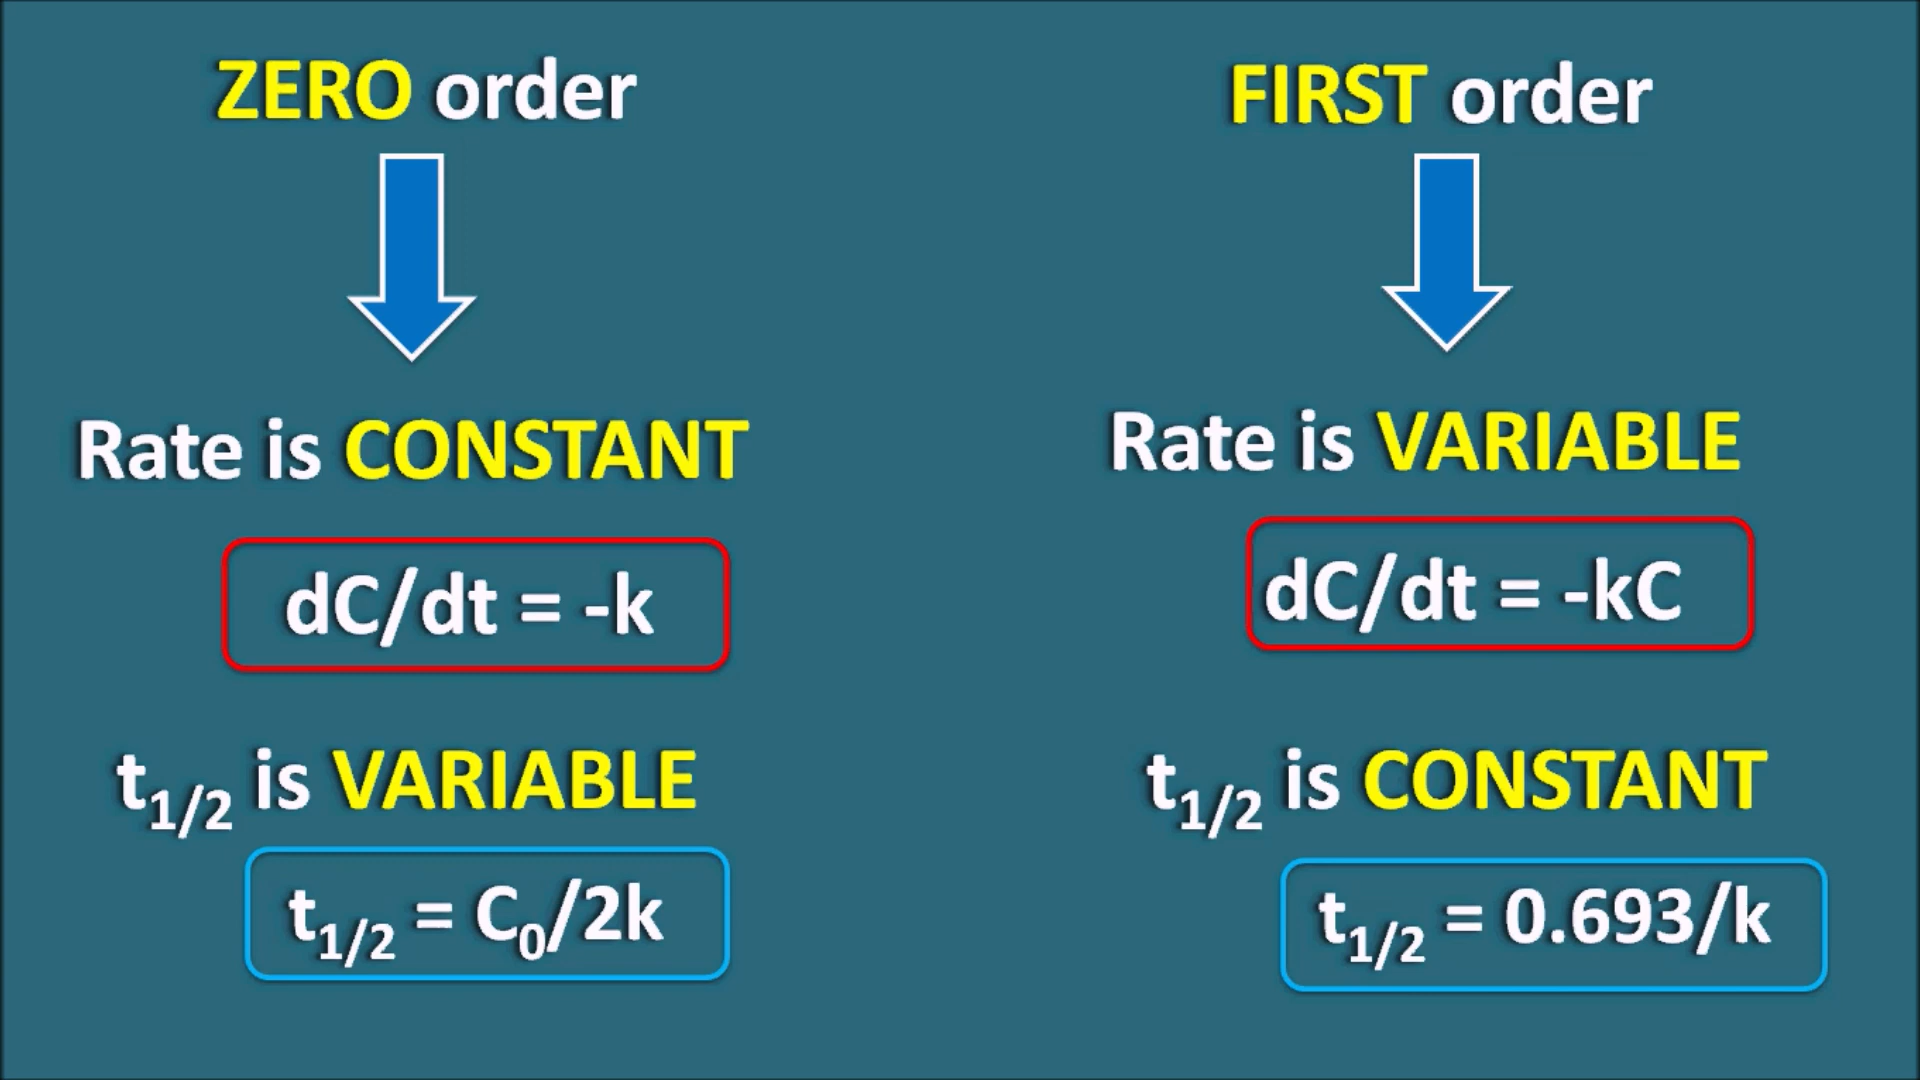 ZERO order
Rate is CONSTANT
dC/dt = -k
t1/2 is VARIABLE
t1/2 = C0/2k
FIRST order
Rate is VARIABLE
dC/dt = -kC
t1/2 is CONSTANT
t1/2 = 0.693/k